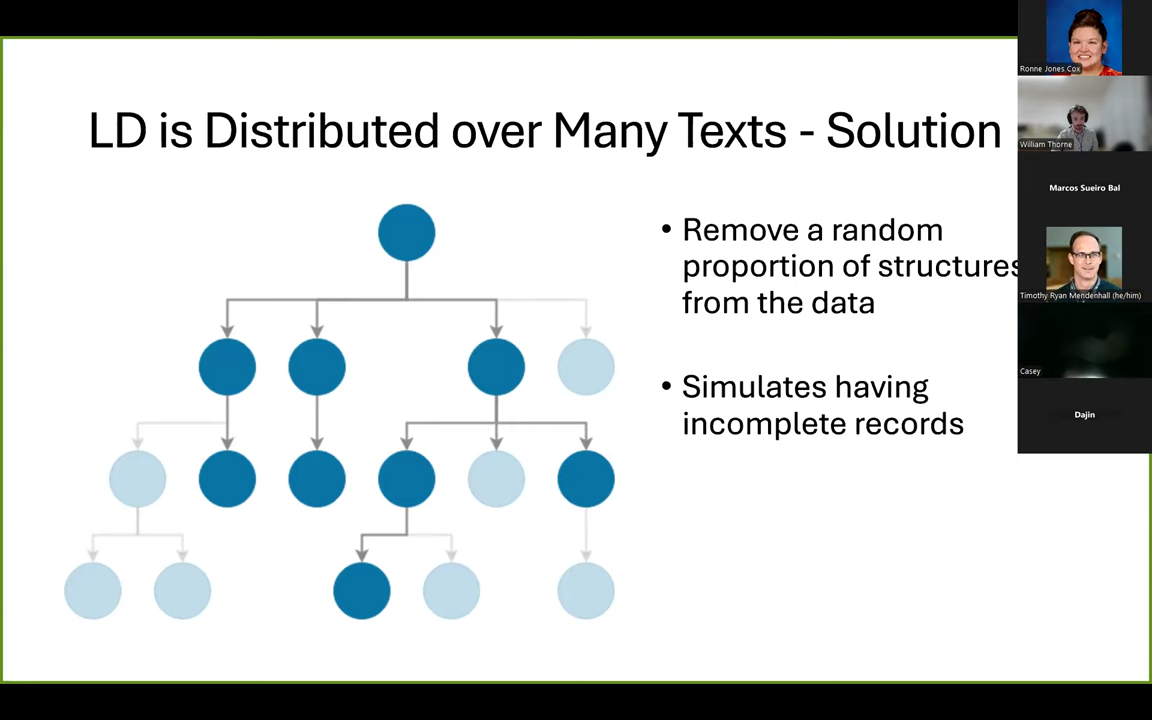 LD is Distributed over Many Texts - Solution
• Remove a random
proportion of structures
from the data
• Simulates having
incomplete records
Ronne Jones Cox
William Thorne
Marcos Sueiro Bal
Timothy Ryan Mendenhall (he/him)
Casey
Dajin